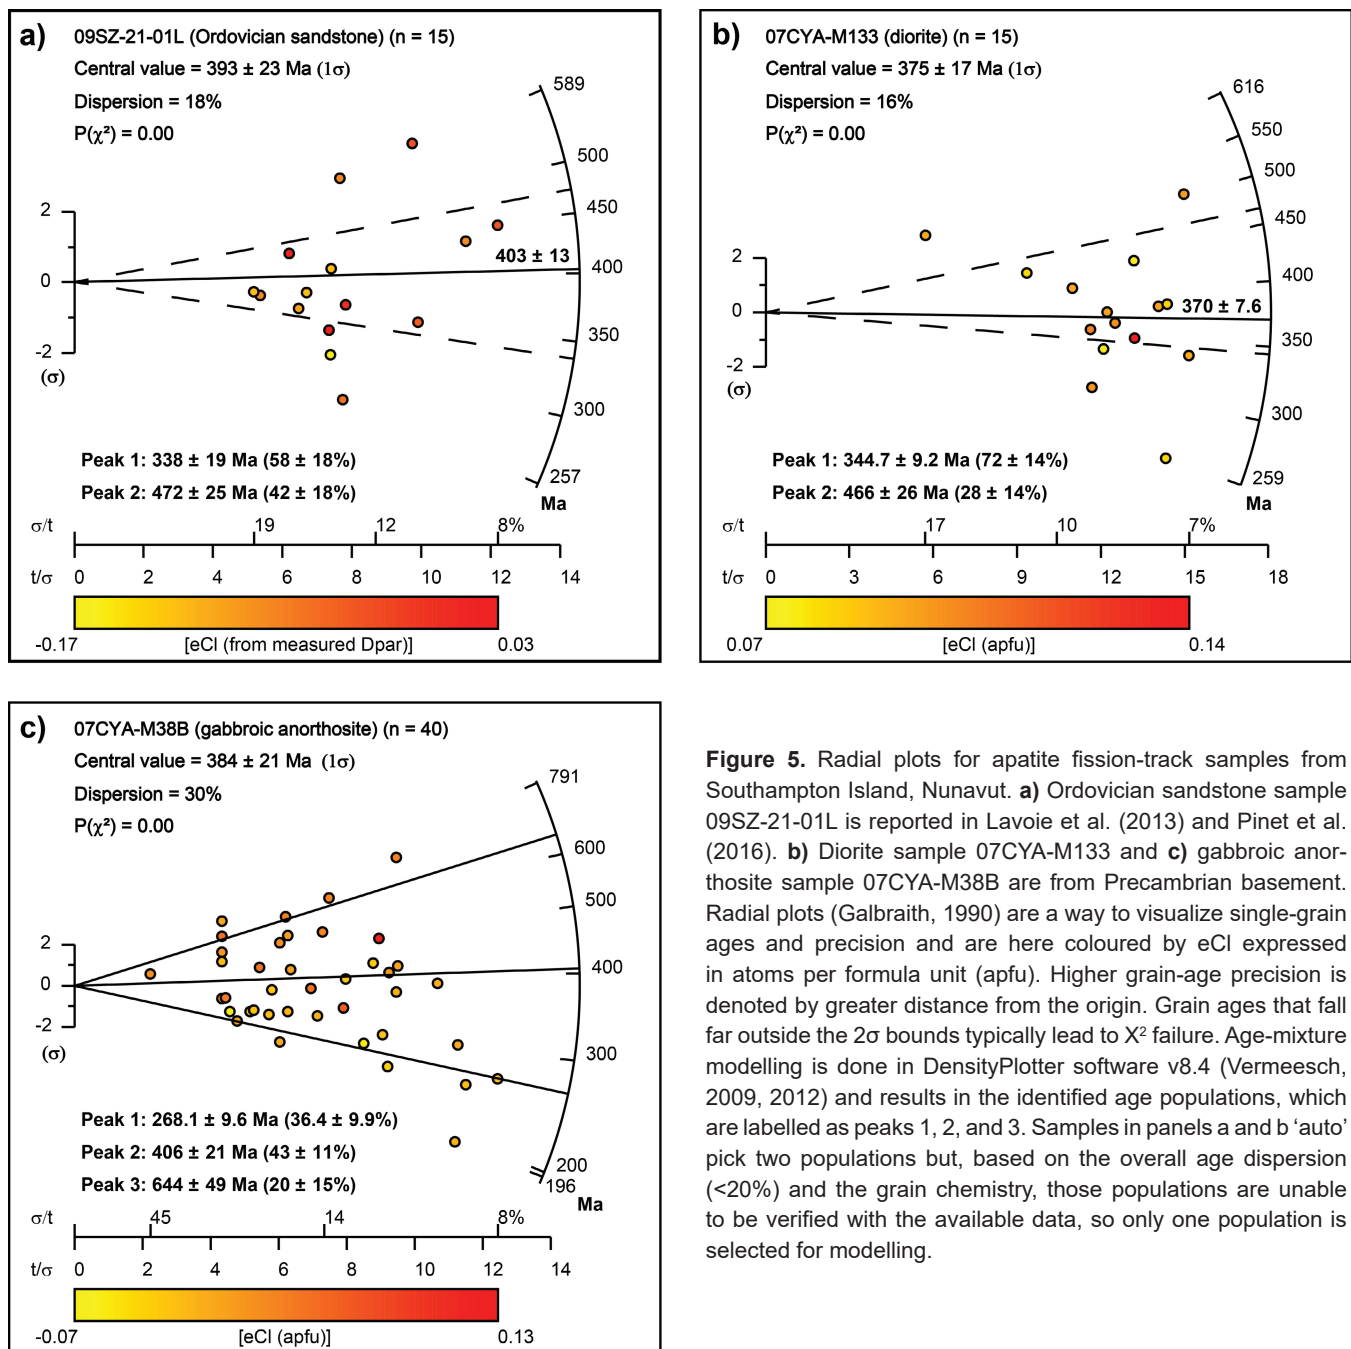 a)
09SZ-21-01L (Ordovician sandstone) (n = 15)
Central value = 393 ± 23 Ma (1σ)
Dispersion = 18%
P(χ²) = 0.00
589
500
450
403 ± 13
400
350
300
257
Ma
2
0
-2
(σ)
Peak 1: 338 ± 19 Ma (58 ± 18%)
Peak 2: 472 ± 25 Ma (42 ± 18%)
σ/t 19 12 8%
t/σ 0 2 4 6 8 10 12 14
-0.17 [eCl (from measured Dpar)] 0.03
b)
07CYA-M133 (diorite) (n = 15)
Central value = 375 ± 17 Ma (1σ)
Dispersion = 16%
P(χ²) = 0.00
616
550
500
450
400
370 ± 7.6
350
300
259
Ma
2
0
-2
(σ)
Peak 1: 344.7 ± 9.2 Ma (72 ± 14%)
Peak 2: 466 ± 26 Ma (28 ± 14%)
σ/t 17 10 7%
t/σ 0 3 6 9 12 15 18
0.07 [eCl (apfu)] 0.14
c)
07CYA-M38B (gabbroic anorthosite) (n = 40)
Central value = 384 ± 21 Ma (1σ)
Dispersion = 30%
P(χ²) = 0.00
791
600
500
400
300
200
196
Ma
2
0
-2
(σ)
Peak 1: 268.1 ± 9.6 Ma (36.4 ± 9.9%)
Peak 2: 406 ± 21 Ma (43 ± 11%)
Peak 3: 644 ± 49 Ma (20 ± 15%)
σ/t 45 14 8%
t/σ 0 2 4 6 8 10 12 14
-0.07 [eCl (apfu)] 0.13
Figure 5. Radial plots for apatite fission-track samples from
Southampton Island, Nunavut. a) Ordovician sandstone sample
09SZ-21-01L is reported in Lavoie et al. (2013) and Pinet et al.
(2016). b) Diorite sample 07CYA-M133 and c) gabbroic anor-
thosite sample 07CYA-M38B are from Precambrian basement.
Radial plots (Galbraith, 1990) are a way to visualize single-grain
ages and precision and are here coloured by eCl expressed
in atoms per formula unit (apfu). Higher grain-age precision is
denoted by greater distance from the origin. Grain ages that fall
far outside the 2σ bounds typically lead to X² failure. Age-mixture
modelling is done in DensityPlotter software v8.4 (Vermeesch,
2009, 2012) and results in the identified age populations, which
are labelled as peaks 1, 2, and 3. Samples in panels a and b ‘auto’
pick two populations but, based on the overall age dispersion
(<20%) and the grain chemistry, those populations are unable
to be verified with the available data, so only one population is
selected for modelling.